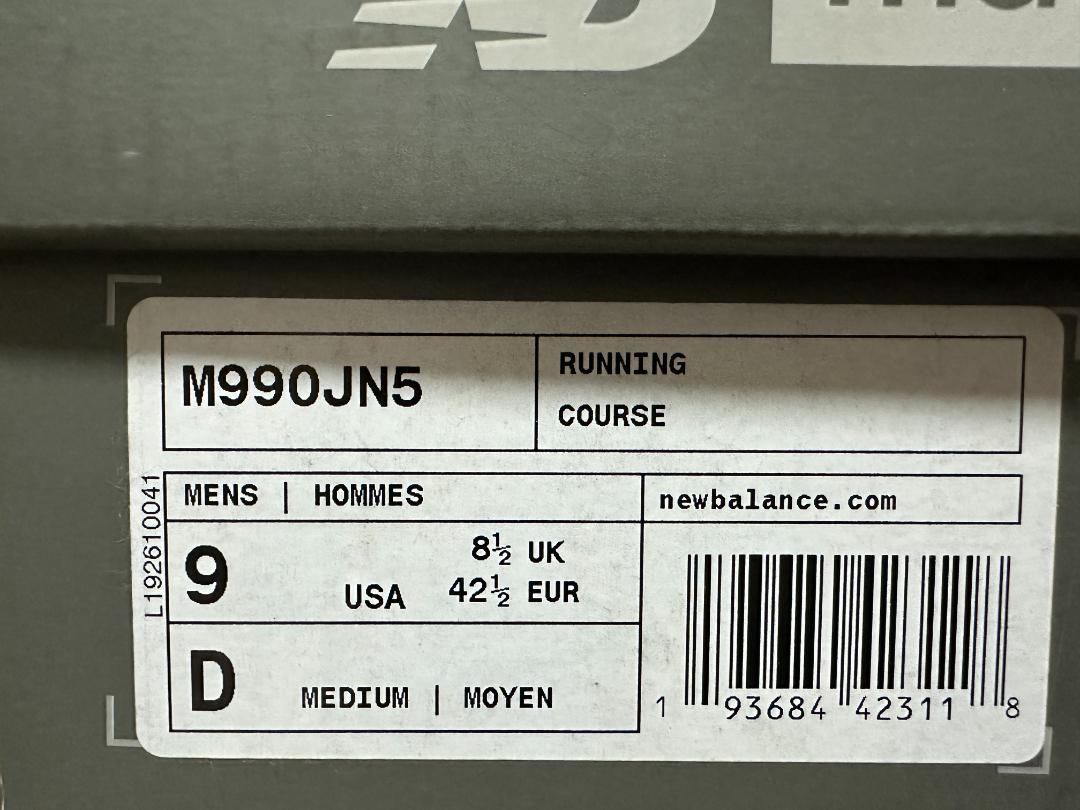 M990JN5
RUNNING
COURSE
MENS | HOMMES
newbalance.com
L192610041
9
USA
8½ UK
42½ EUR
D
MEDIUM | MOYEN
1 93684 42311 8